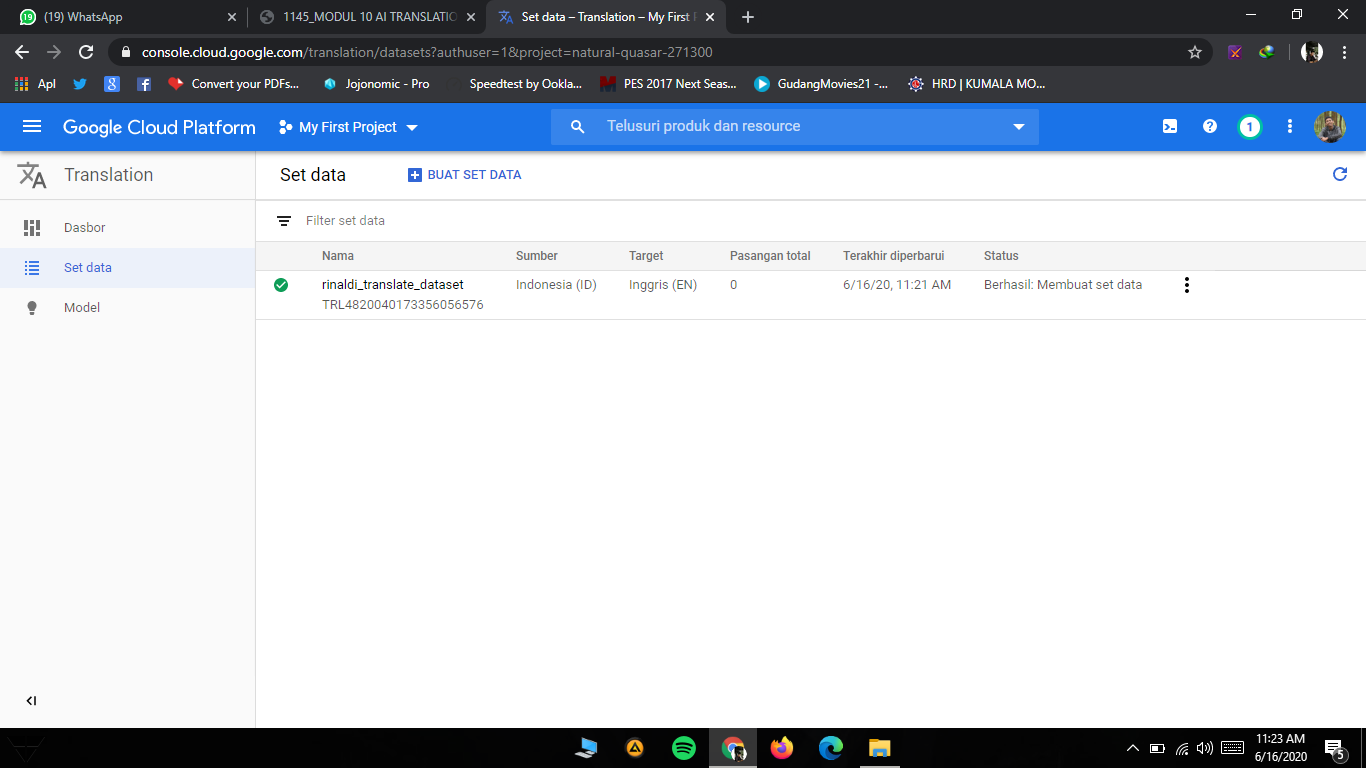 (19) WhatsApp
1145_MODUL 10 AI TRANSLATIO
Set data – Translation – My First P
console.cloud.google.com/translation/datasets?authuser=1&project=natural-quasar-271300
Apl
Convert your PDFs...
Jojonomic - Pro
Speedtest by Ookla...
PES 2017 Next Seas...
GudangMovies21 -...
HRD | KUMALA MO...
Google Cloud Platform
My First Project
Telusuri produk dan resource
1
Translation
Set data
BUAT SET DATA
Dasbor
Set data
Model
Filter set data
Nama Sumber Target Pasangan total Terakhir diperbarui Status
rinaldi_translate_dataset Indonesia (ID) Inggris (EN) 0 6/16/20, 11:21 AM Berhasil: Membuat set data
TRL4820040173356056576
11:23 AM
6/16/2020
5